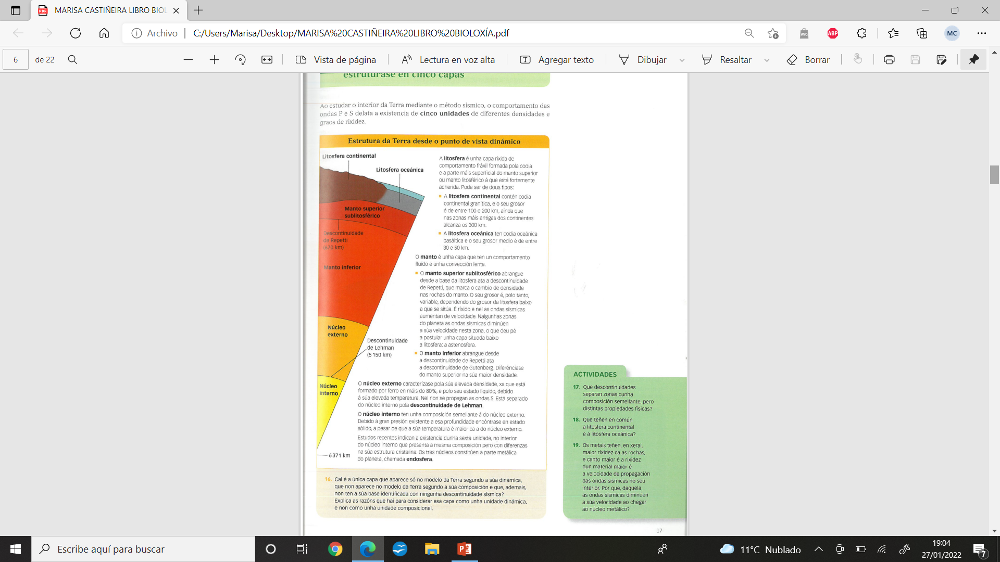 MARISA CASTIÑEIRA LIBRO BIOL
Archivo
C:/Users/Marisa/Desktop/MARISA%20CASTIÑEIRA%20LIBRO%20BIOLOXÍA.pdf
AVG
ABP
MC
6 de 22
Vista de página
Lectura en voz alta
Agregar texto
Dibujar
Resaltar
Borrar
estruturase en cinco capas
Ao estudar o interior da Terra mediante o método sísmico, o comportamento das
ondas P e S delata a existencia de cinco unidades de diferentes densidades e
graos de rixidez.
Estrutura da Terra desde o punto de vista dinámico
Litosfera continental
Litosfera oceánica
Manto superior
sublitosférico
Descontinuidade
de Repetti
(670 km)
Manto inferior
Núcleo
externo
Descontinuidade
de Lehman
(5 150 km)
Núcleo
interno
6 371 km
A litosfera é unha capa ríxida de
comportamento fráxil formada pola codia
e a parte máis superficial do manto superior
ou manto litosférico á que está fortemente
adherida. Pode ser de dous tipos:
A litosfera continental contén codia
continental granítica, e o seu grosor
é de entre 100 e 200 km, aínda que
nas zonas máis antigas dos continentes
alcanza os 300 km.
A litosfera oceánica ten codia oceánica
basáltica e o seu grosor medio é de entre
30 e 50 km.
O manto é unha capa que ten un comportamento
fluído e unha convección lenta.
O manto superior sublitosférico abrangue
desde a base da litosfera ata a descontinuidade
de Repetti, que marca o cambio de densidade
nas rochas do manto. O seu grosor é, polo tanto,
variable, dependendo do grosor da litosfera baixo
a que se sitúa. É ríxido e nel as ondas sísmicas
aumentan de velocidade. Nalgunhas zonas
do planeta as ondas sísmicas diminúen
a súa velocidade nesta zona, o que deu pé
a postular unha capa situada baixo
a litosfera: a astenosfera.
O manto inferior abrangue desde
a descontinuidade de Repetti ata
a descontinuidade de Gutenberg. Diferénciase
do manto superior na súa maior densidade.
O núcleo externo caracterízase pola súa elevada densidade, xa que está
formado por ferro en máis do 80 %, e polo seu estado líquido, debido
á súa elevada temperatura. Nel non se propagan as ondas S. Está separado
do núcleo interno pola descontinuidade de Lehman.
O núcleo interno ten unha composición semellante á do núcleo externo.
Debido á gran presión existente a esa profundidade encóntrase en estado
sólido, a pesar de que a súa temperatura é maior ca a do núcleo externo.
Estudos recentes indican a existencia dunha sexta unidade, no interior
do núcleo interno que presenta a mesma composición pero con diferenzas
na súa estrutura cristalina. Os tres núcleos constitúen a parte metálica
do planeta, chamada endosfera.
16. Cal é a única capa que aparece só no modelo da Terra segundo a súa dinámica,
que non aparece no modelo da Terra segundo a súa composición e que, ademais,
non ten a súa base identificada con ningunha descontinuidade sísmica?
Explica as razóns que hai para considerar esa capa como unha unidade dinámica,
e non como unha unidade composicional.
ACTIVIDADES
17. Que descontinuidades
separan zonas cunha
composición semellante, pero
distintas propiedades físicas?
18. Que teñen en común
a litosfera continental
e a litosfera oceánica?
19. Os metais teñen, en xeral,
maior rixidez ca as rochas,
e canto maior é a rixidez
dun material maior é
a velocidade de propagación
das ondas sísmicas no seu
interior. Por que, daquela,
as ondas sísmicas diminúen
a súa velocidade ao chegar
ao núcleo metálico?
17
Escribe aquí para buscar
11°C Nublado
19:04
27/01/2022
7